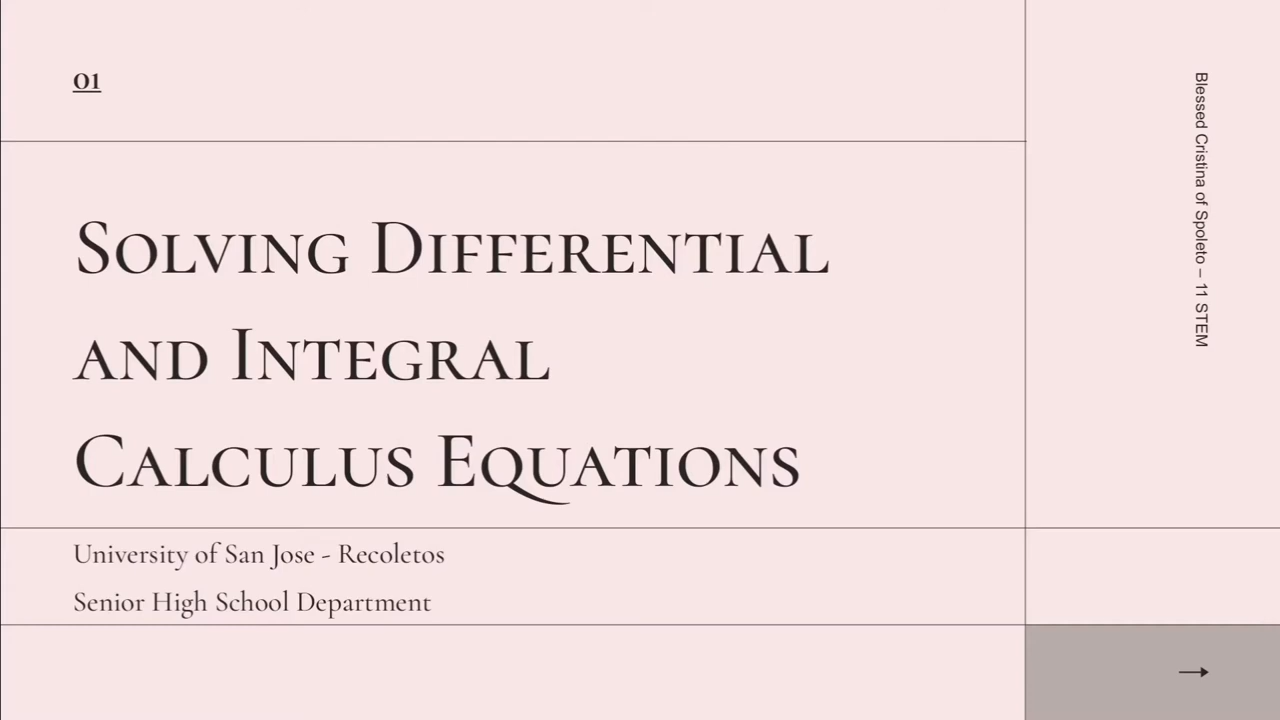 01
Solving Differential
and Integral
Calculus Equations
University of San Jose - Recoletos
Senior High School Department
Blessed Cristina of Spoleto – 11 STEM